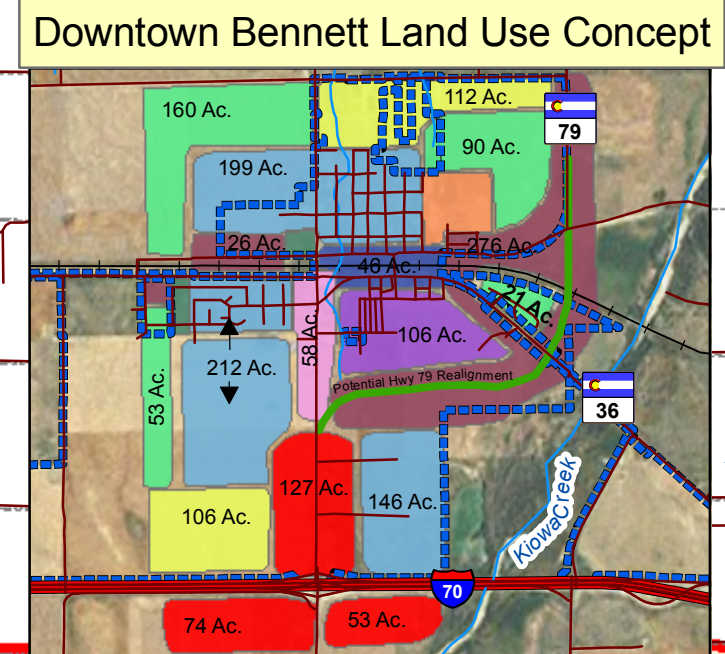 Downtown Bennett Land Use Concept
160 Ac.
112 Ac.
79
90 Ac.
199 Ac.
26 Ac.
276 Ac.
46 Ac.
21 Ac.
58 Ac.
106 Ac.
212 Ac.
53 Ac.
Potential Hwy 79 Realignment
36
127 Ac.
146 Ac.
106 Ac.
KiowaCreek
70
74 Ac.
53 Ac.